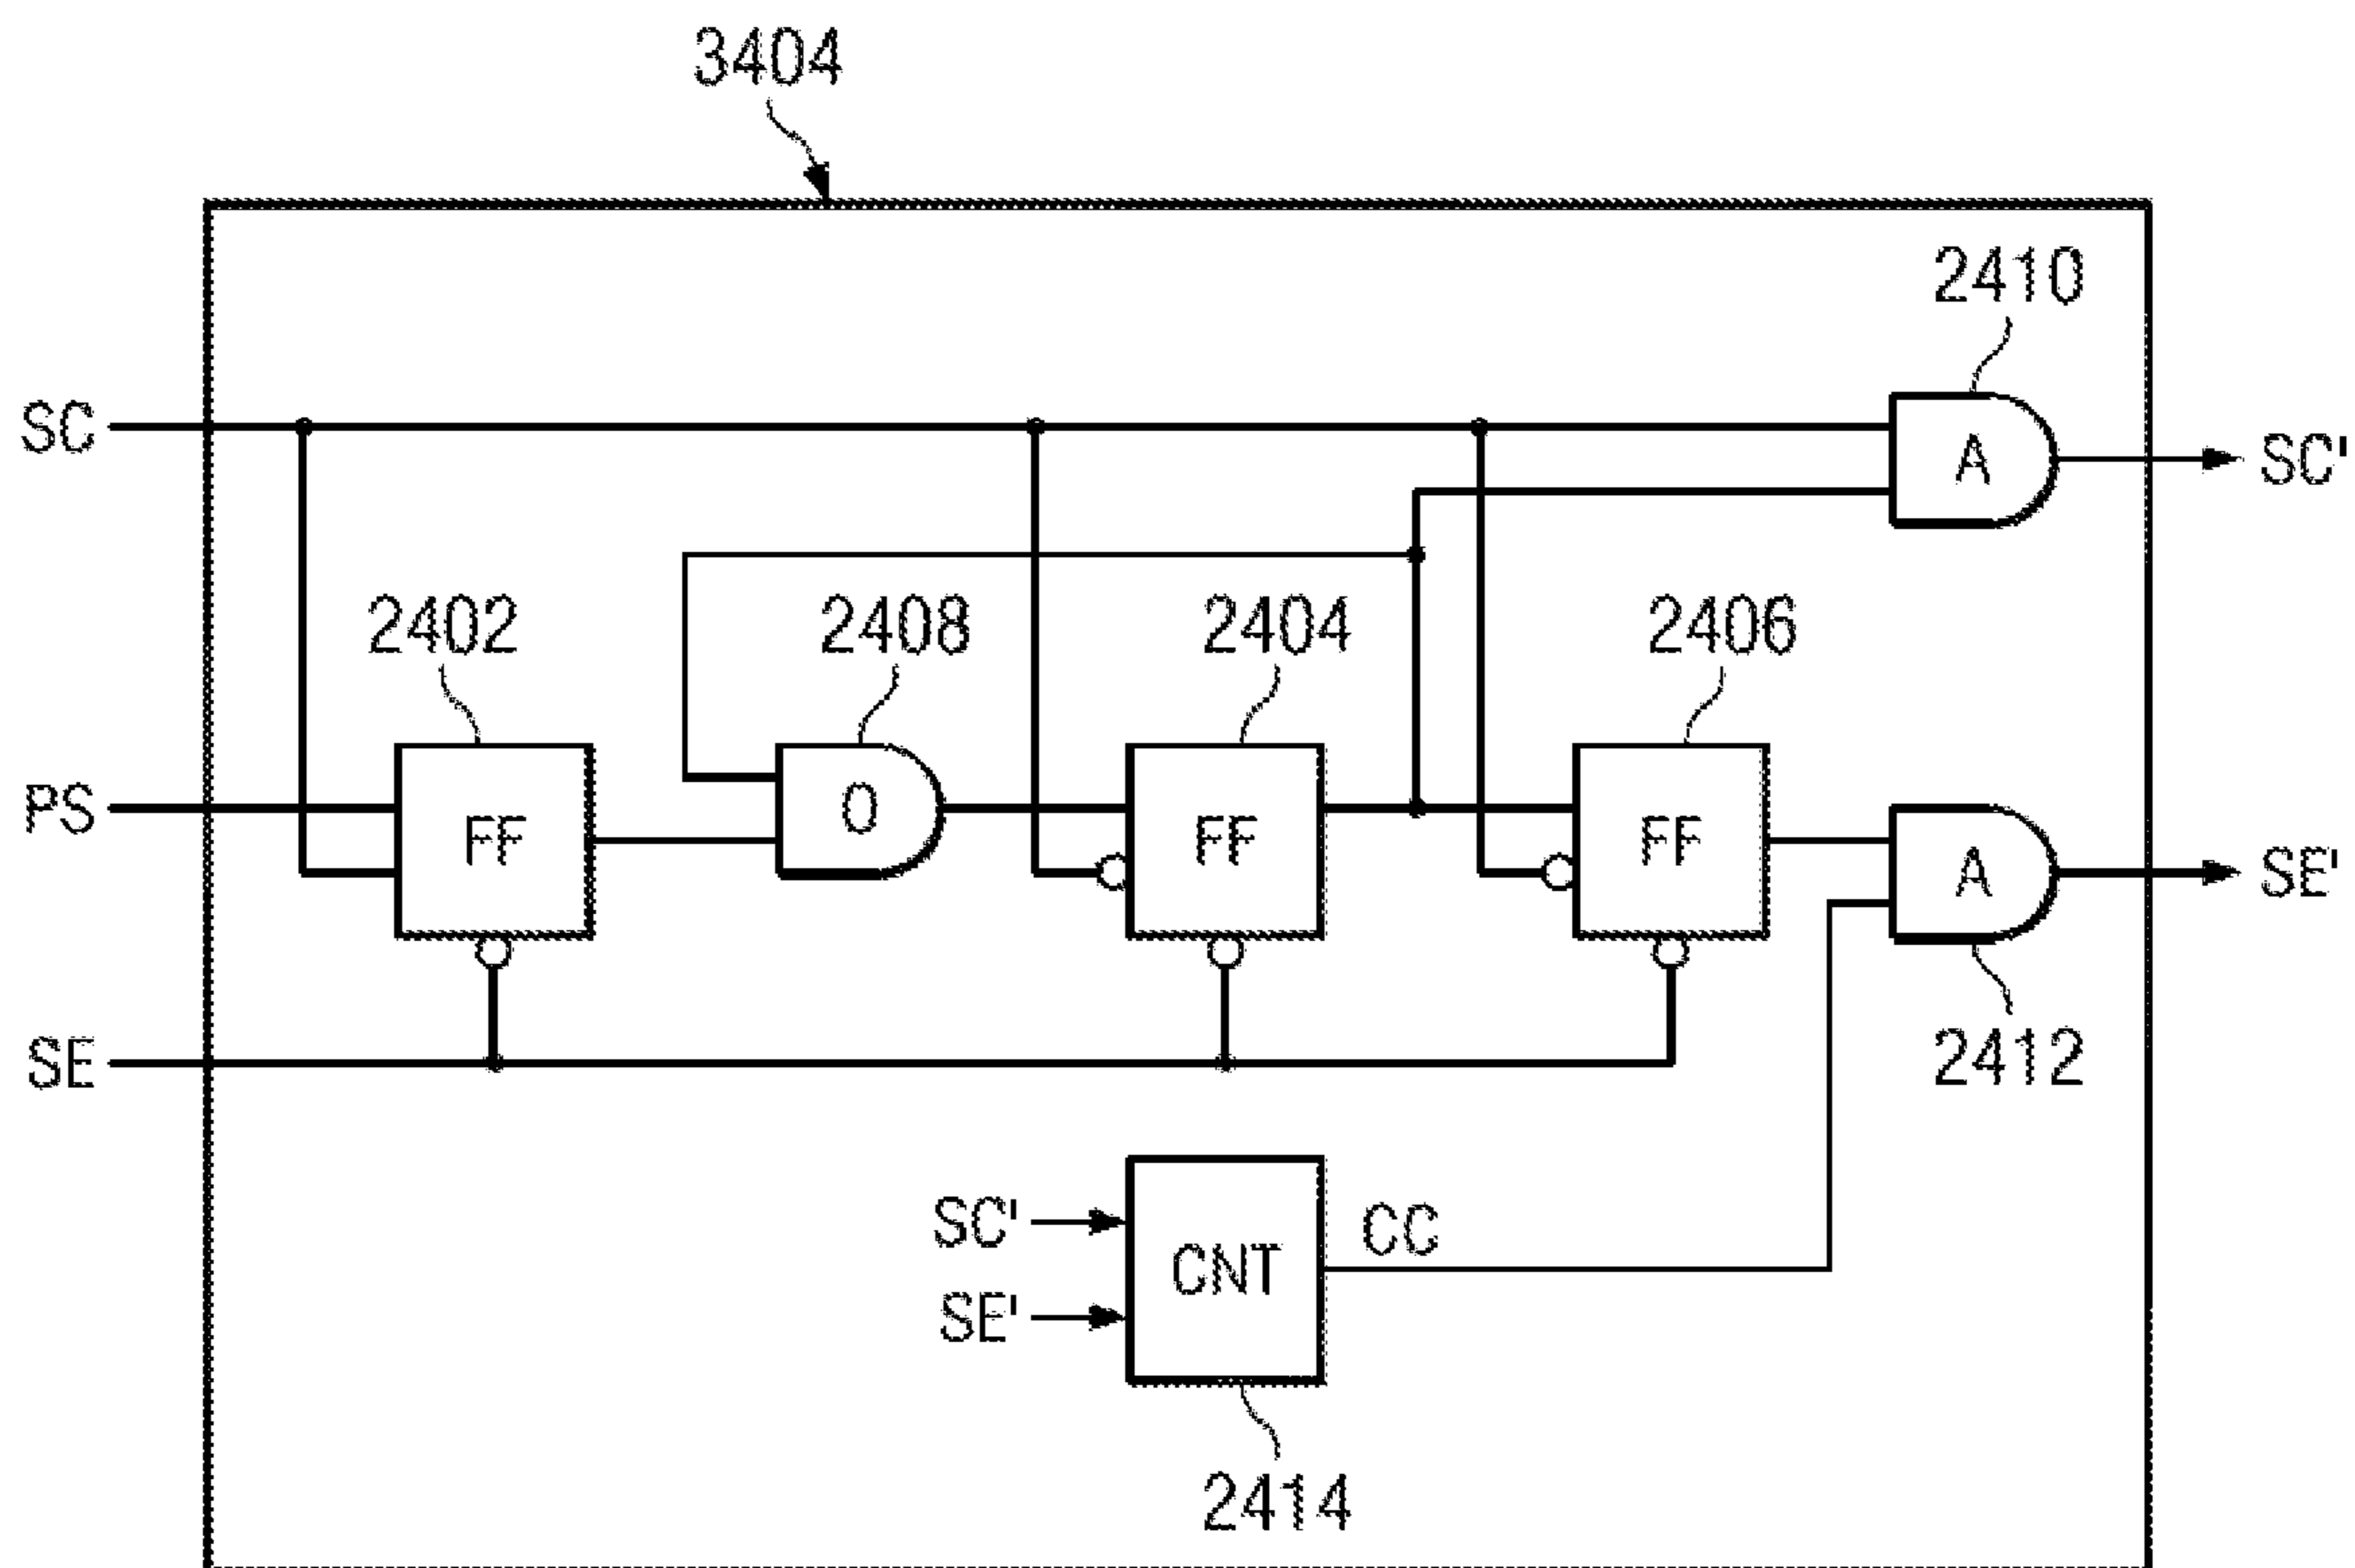 3404
2410
SC
A
SC'
2402
2408
2404
2406
PS
FF
O
FF
FF
A
SE'
SE
2412
SC'
CC
CNT
SE'
2414